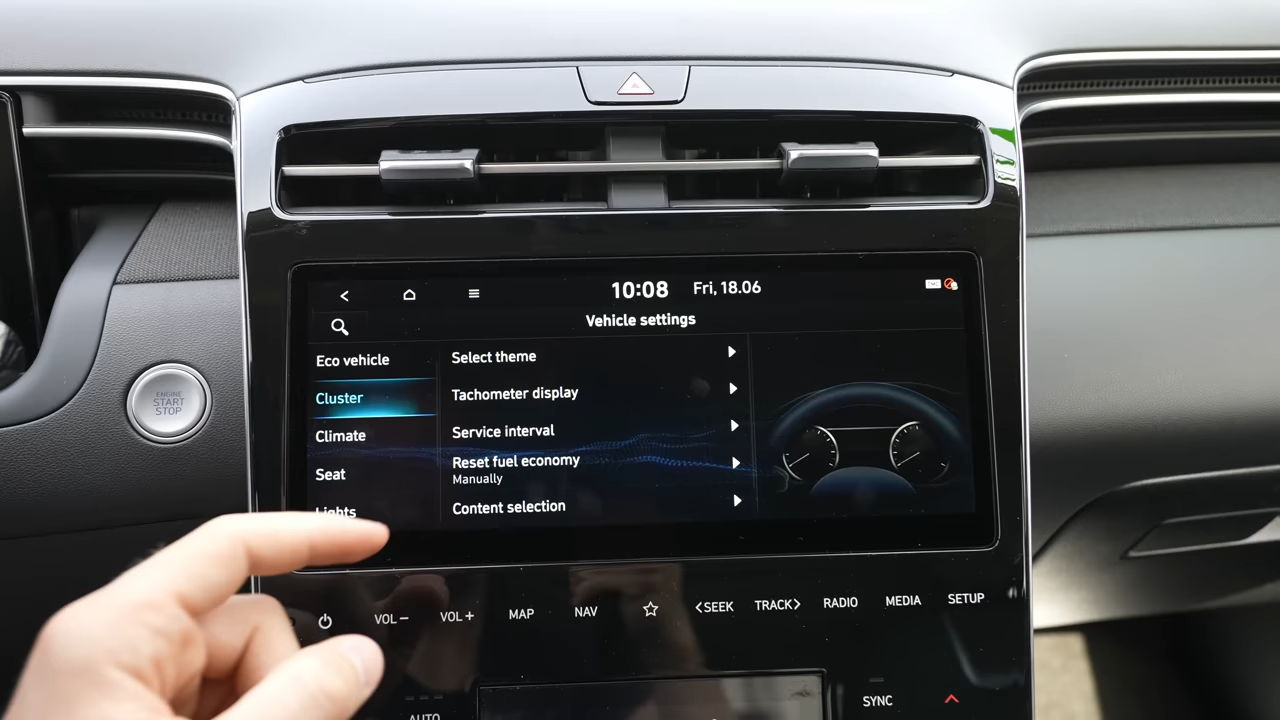 10:08 Fri, 18.06
Vehicle settings
Eco vehicle
Cluster
Climate
Seat
Lights
Select theme
Tachometer display
Service interval
Reset fuel economy
Manually
Content selection
ENGINE
START
STOP
VOL− VOL+ MAP NAV ☆ <SEEK TRACK> RADIO MEDIA SETUP
AUTO
SYNC